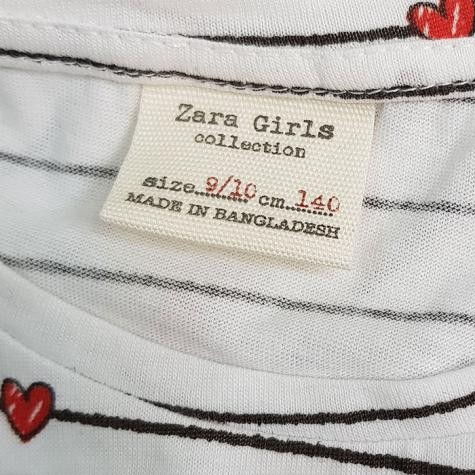 Zara Girls
collection
size 9/10 cm 140
MADE IN BANGLADESH